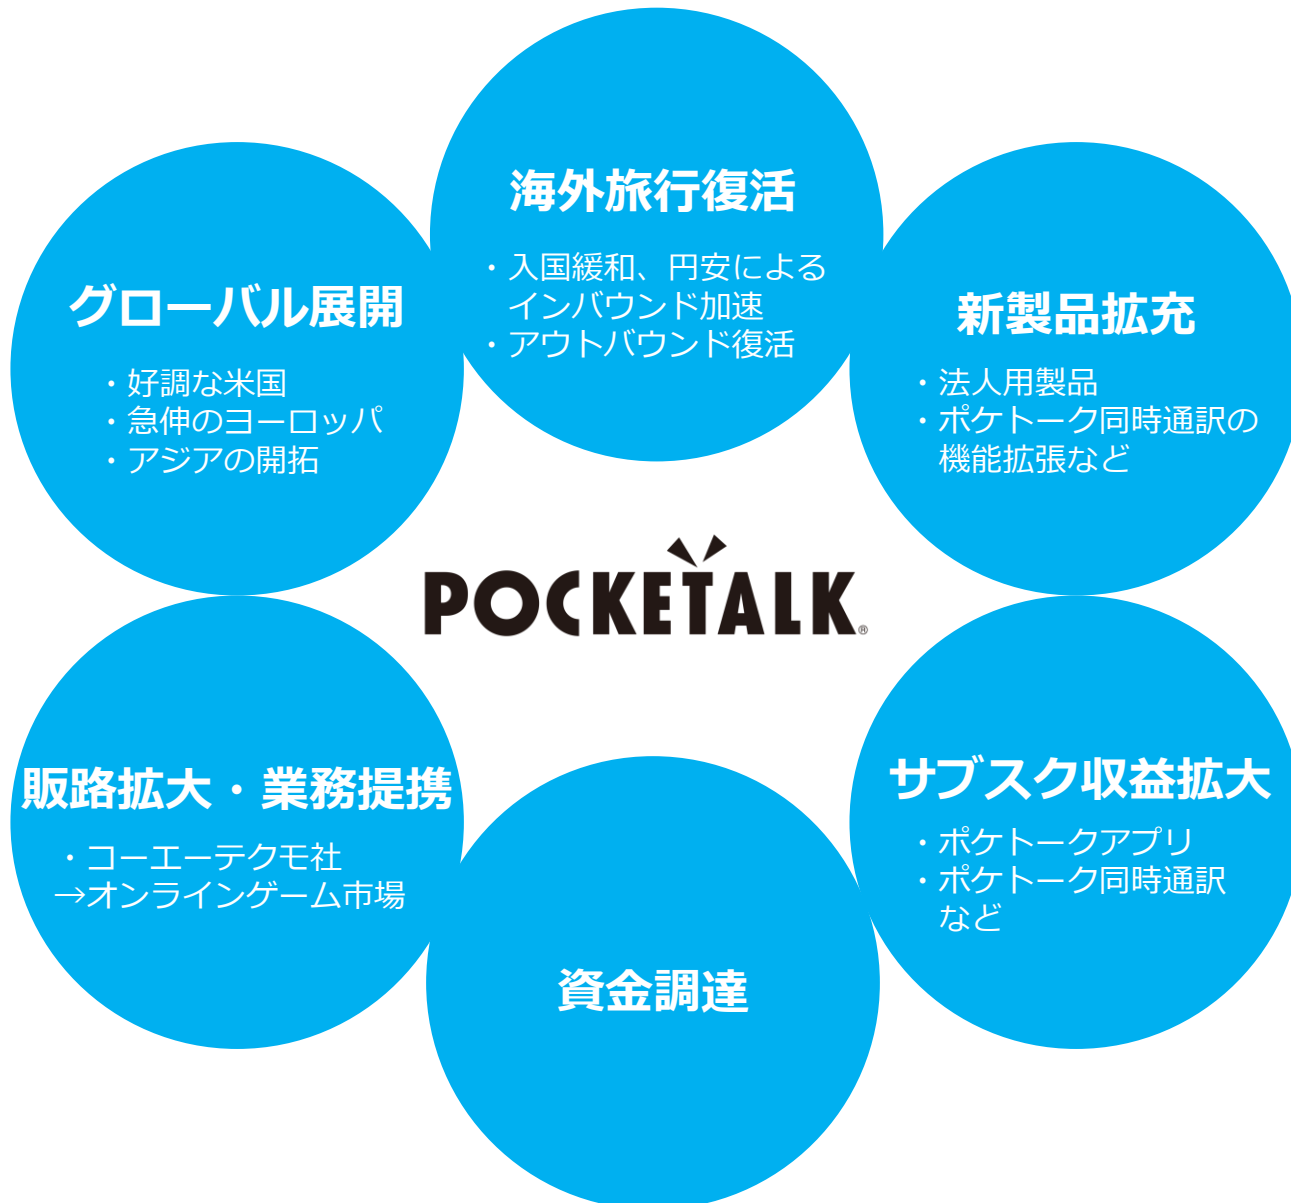 海外旅行復活
・入国緩和、円安による
インバウンド加速
・アウトバウンド復活
グローバル展開
・好調な米国
・急伸のヨーロッパ
・アジアの開拓
新製品拡充
・法人用製品
・ポケトーク同時通訳の
機能拡張など
POCKETALK®
販路拡大・業務提携
・コーエーテクモ社
→オンラインゲーム市場
サブスク収益拡大
・ポケトークアプリ
・ポケトーク同時通訳
など
資金調達